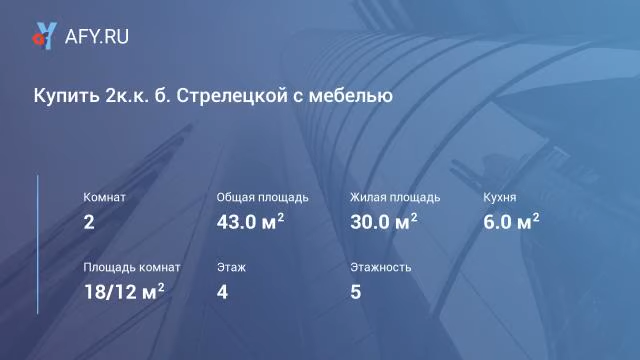 AFY.RU
Купить 2к.к. б. Стрелецкой с мебелью
Комнат
2
Общая площадь
43.0 м²
Жилая площадь
30.0 м²
Кухня
6.0 м²
Площадь комнат
18/12 м²
Этаж
4
Этажность
5